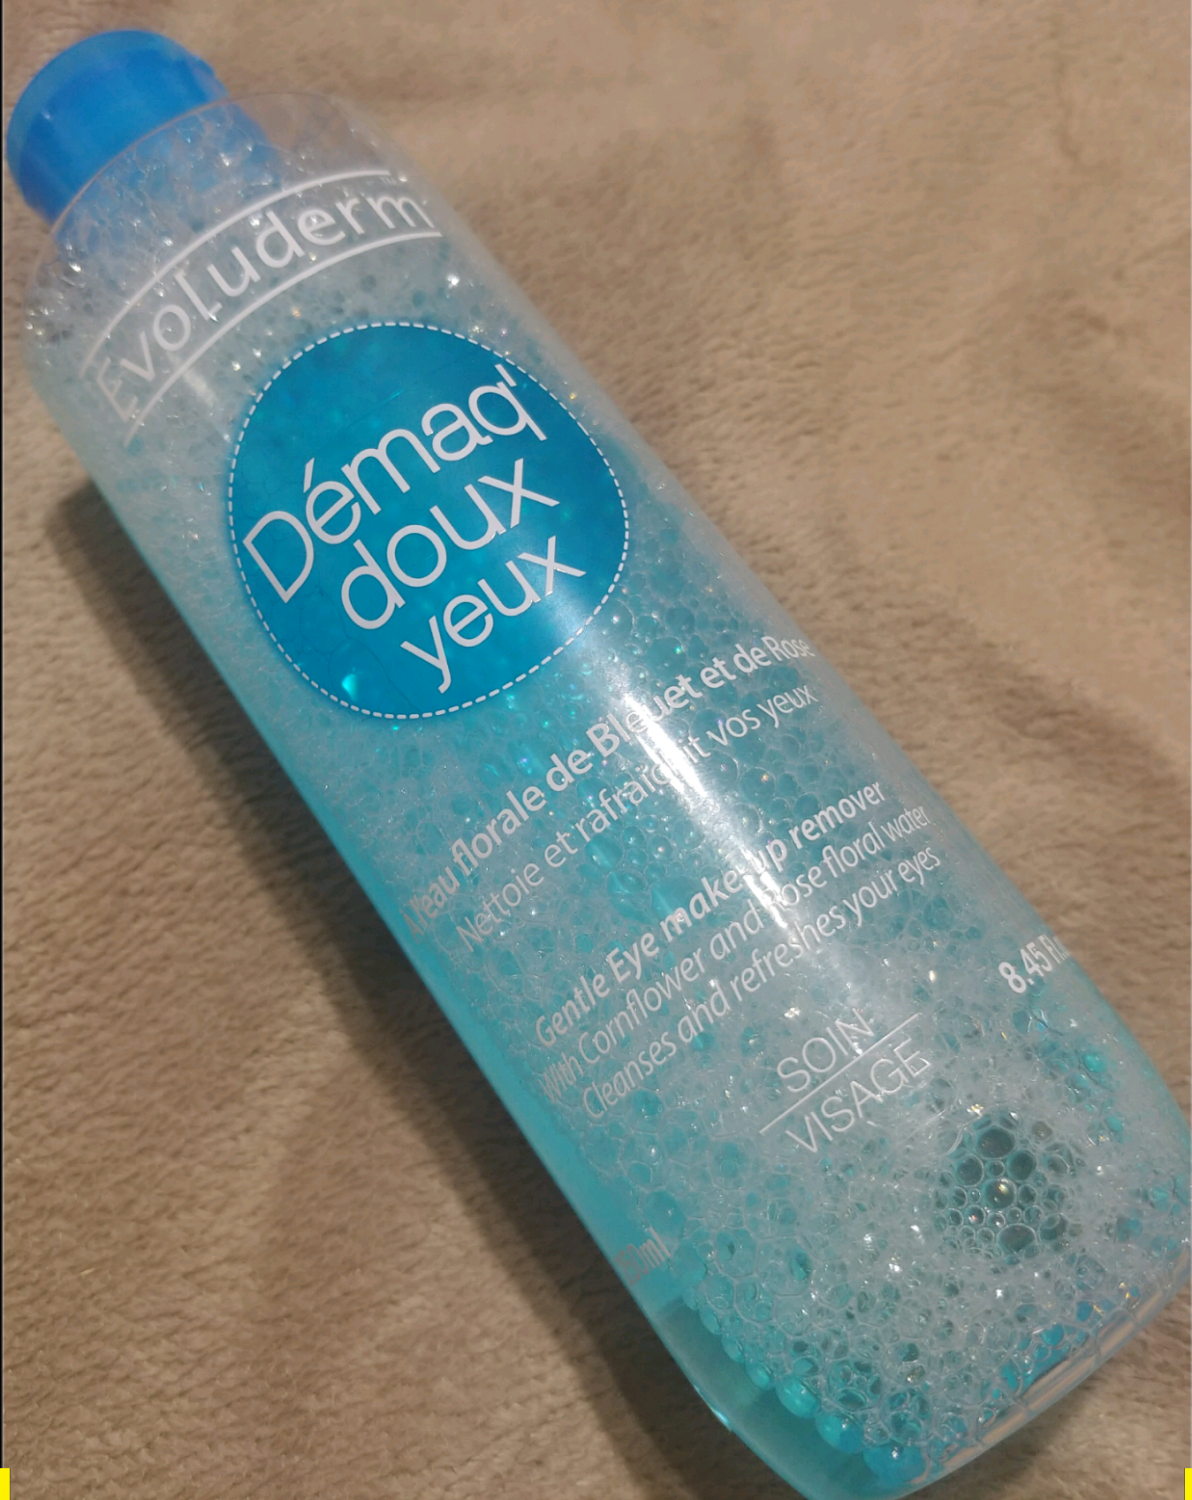 Evoluderm
Démaq'
doux
yeux
À l'eau florale de Bleuet et de Rose
Nettoie et rafraîchit vos yeux
Gentle Eye make-up remover
With Cornflower and Rose floral water
Cleanses and refreshes your eyes
8.45 Fl.
SOIN
VISAGE